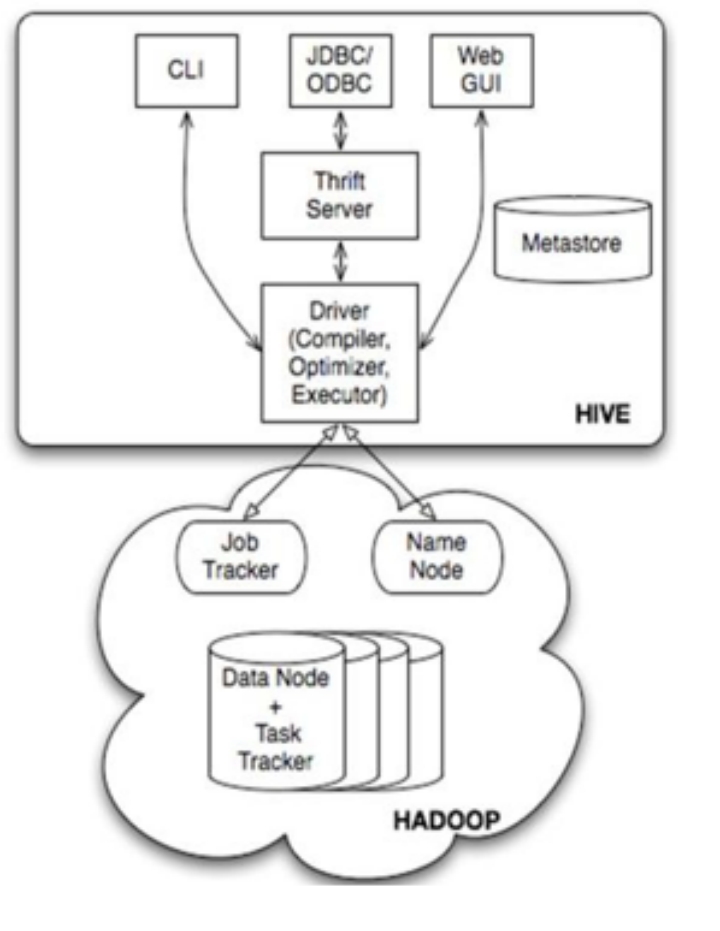 CLI
JDBC/
ODBC
Web
GUI
Thrift
Server
Metastore
Driver
(Compiler,
Optimizer,
Executor)
HIVE
Job
Tracker
Name
Node
Data Node
+
Task
Tracker
HADOOP